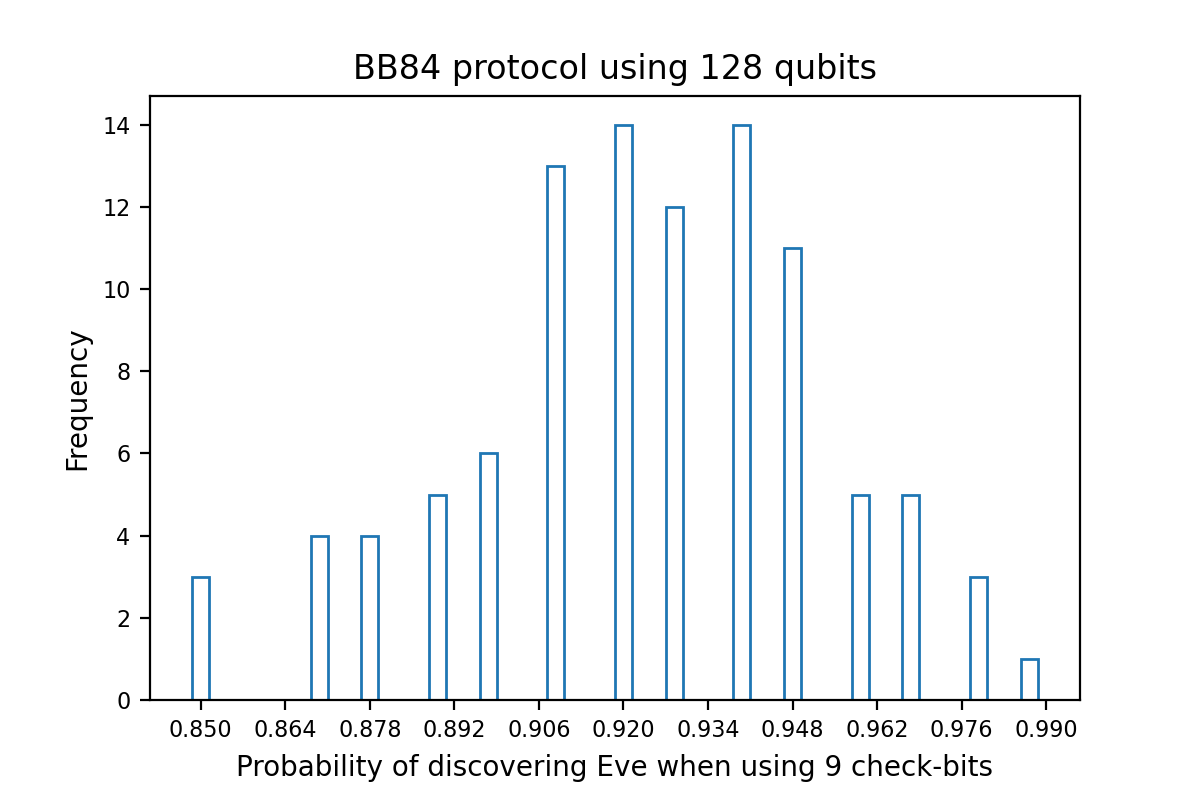 BB84 protocol using 128 qubits
14
12
10
8
6
4
2
0
Frequency
0.850 0.864 0.878 0.892 0.906 0.920 0.934 0.948 0.962 0.976 0.990
Probability of discovering Eve when using 9 check-bits